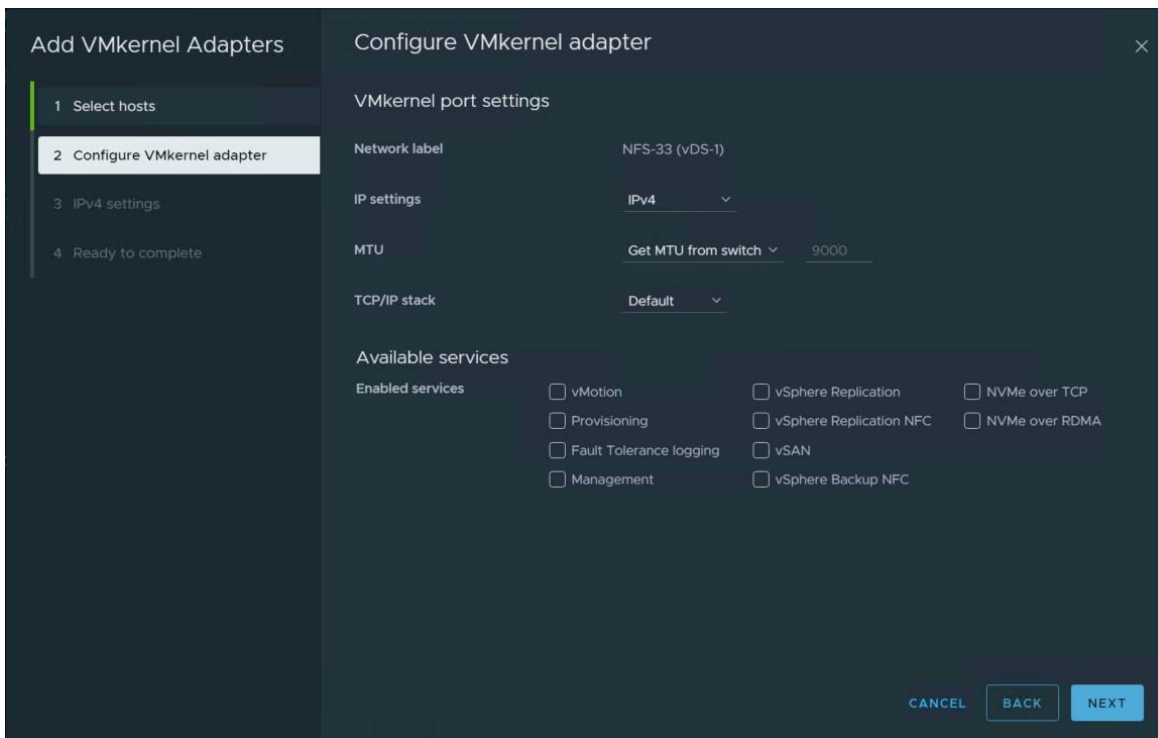 Add VMkernel Adapters
1 Select hosts
2 Configure VMkernel adapter
3 IPv4 settings
4 Ready to complete
Configure VMkernel adapter
VMkernel port settings
Network label NFS-33 (vDS-1)
IP settings IPv4
MTU Get MTU from switch 9000
TCP/IP stack Default
Available services
Enabled services vMotion vSphere Replication NVMe over TCP
Provisioning vSphere Replication NFC NVMe over RDMA
Fault Tolerance logging vSAN
Management vSphere Backup NFC
CANCEL BACK NEXT